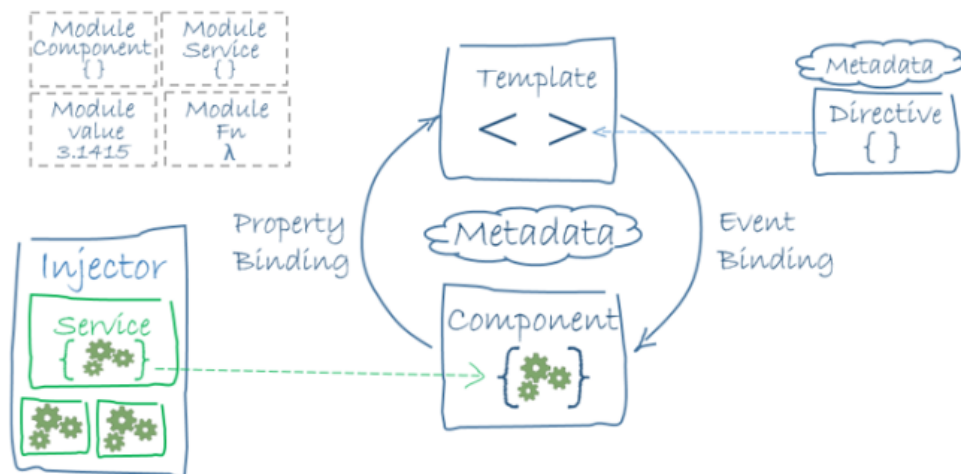 Module
Component
{ }
Module
Service
{ }
Module
value
3.1415
Module
Fn
λ
Template
< >
Metadata
Directive
{ }
Property
Binding
Metadata
Event
Binding
Injector
Service
{ }
Component
{ }